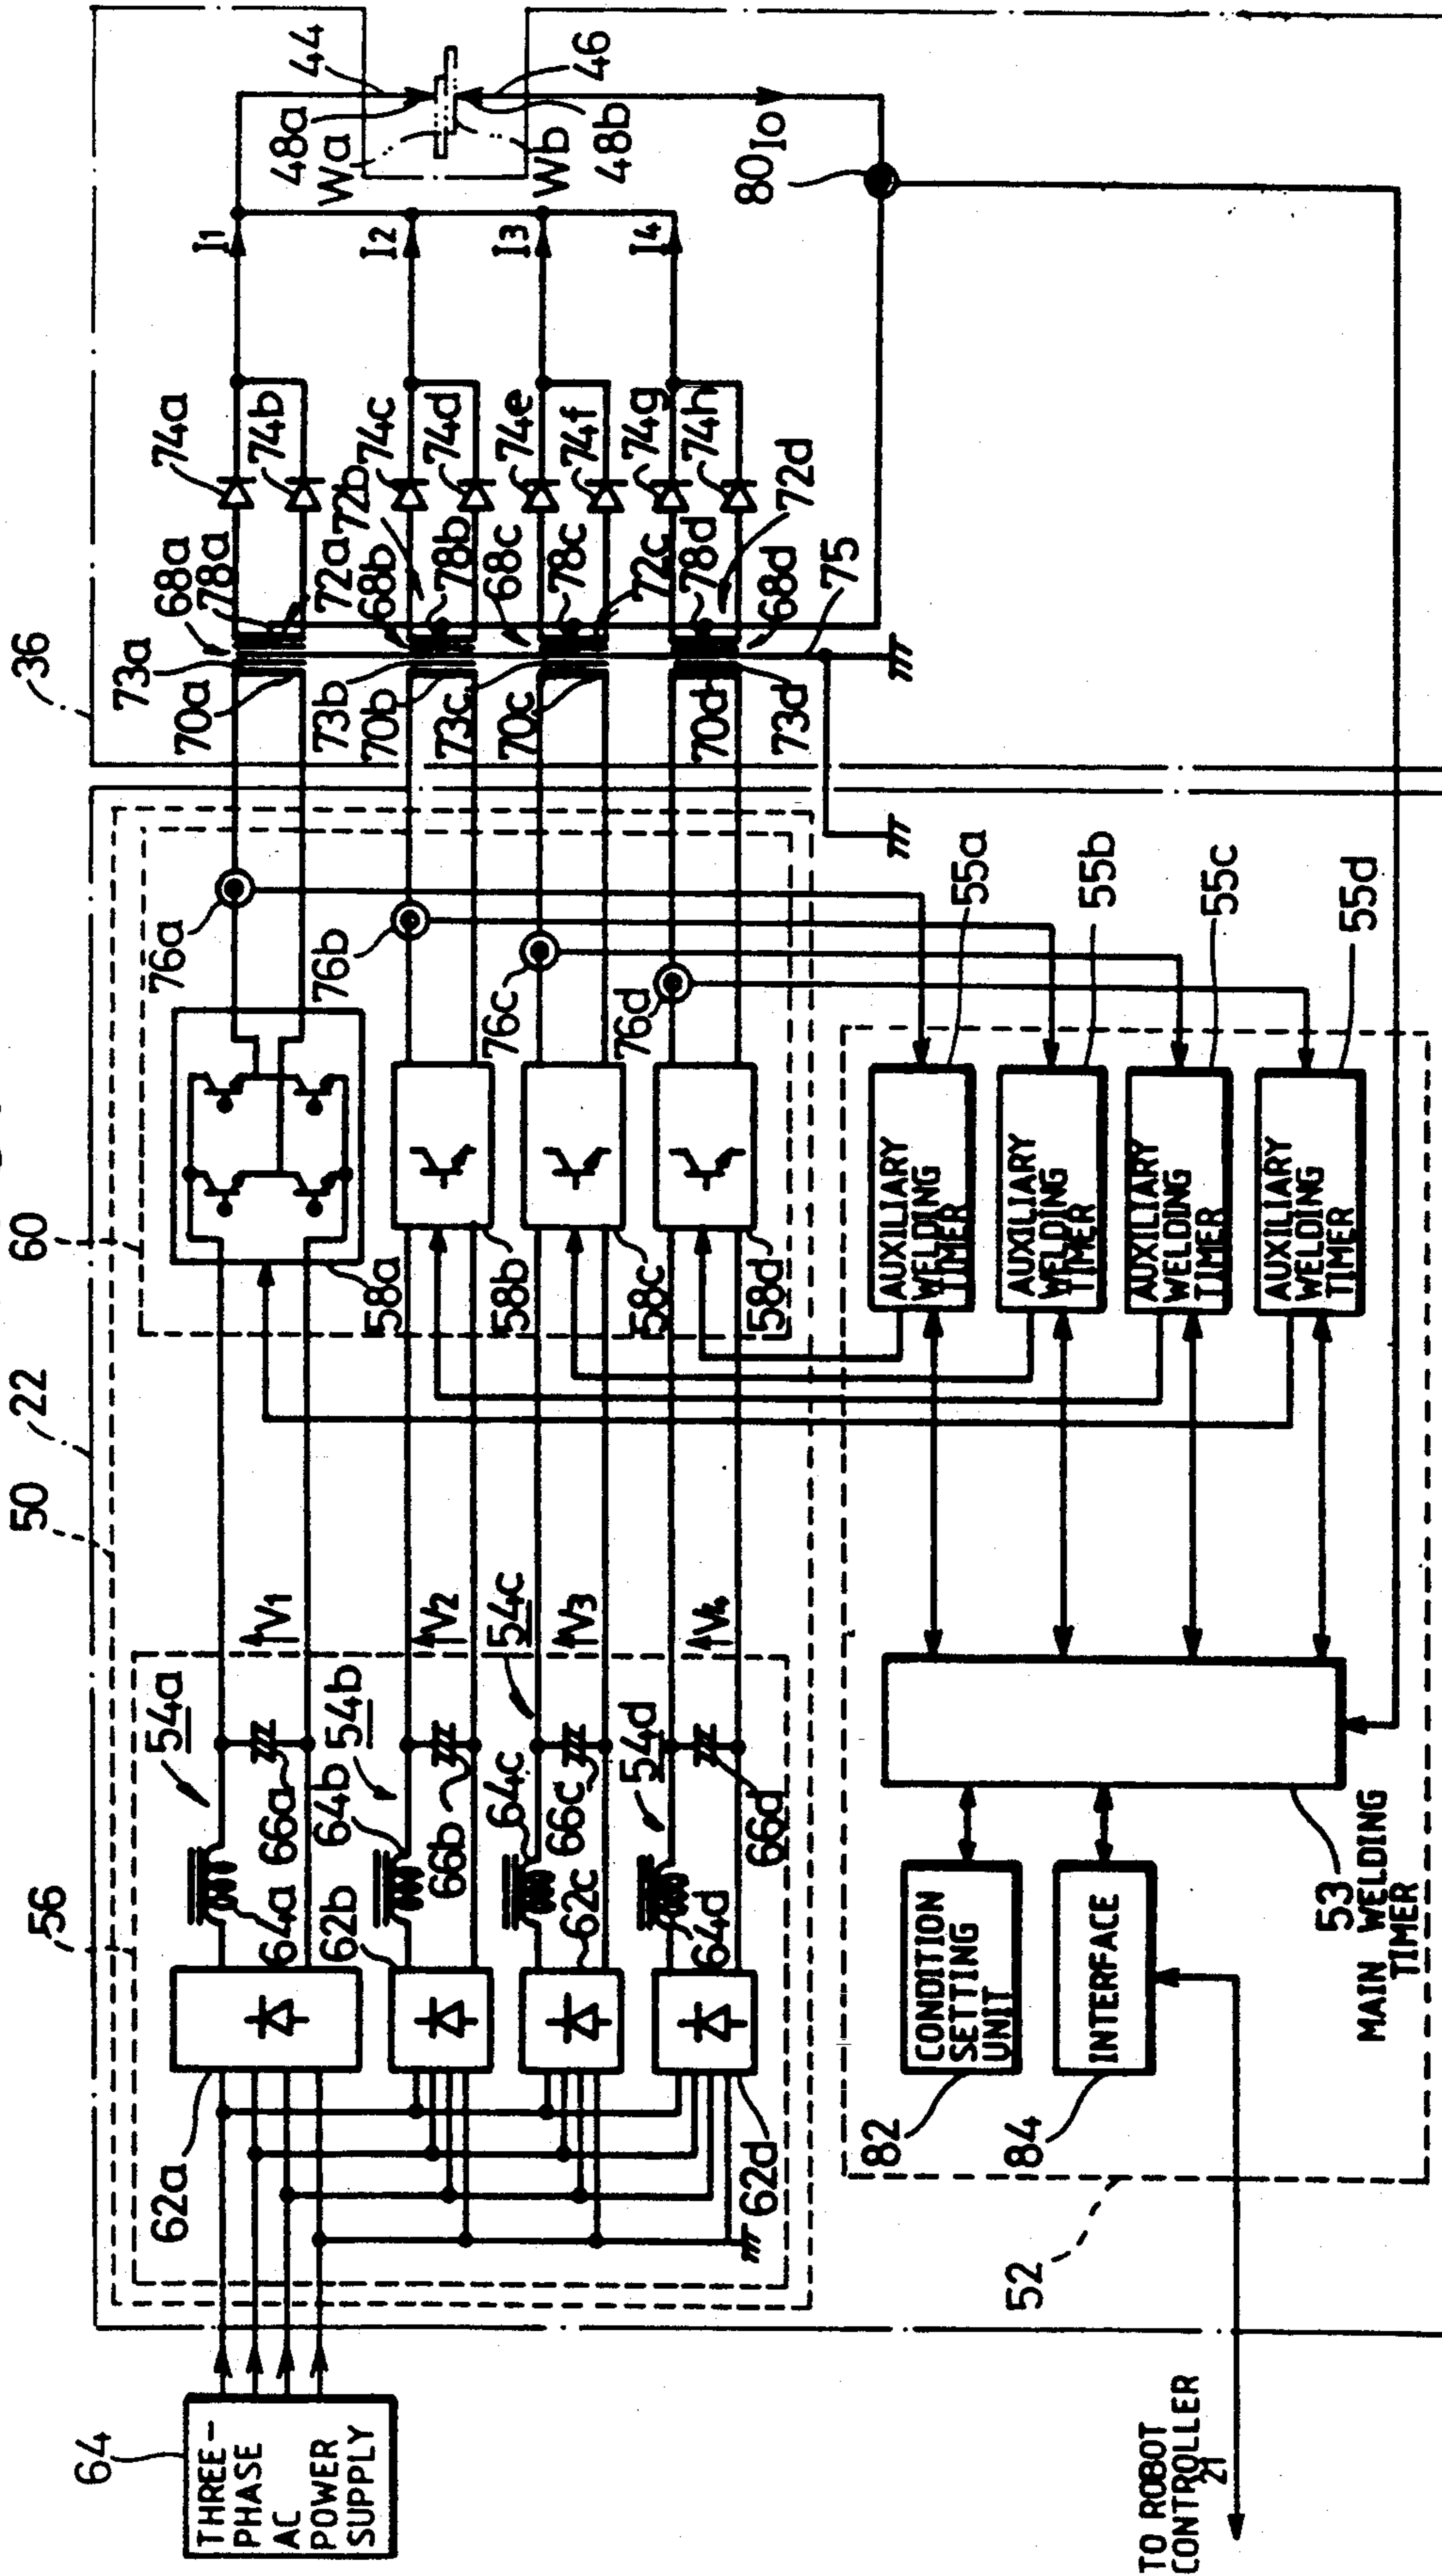 60
22
50
56
36
64
THREE-
PHASE
AC
POWER
SUPPLY
62a
62b
62c
62d
64a
64b
64c
64d
66a
66b
66c
66d
54a
54b
54c
54d
V1
V2
V3
V4
58a
58b
58c
58d
76a
76b
76c
76d
73a
70a
73b
70b
73c
70c
70d
73d
68a
78a
72a
68b
72b
78b
68c
78c
72c
78d
72d
68d
75
74a
74b
74c
74d
74e
74f
74g
74h
I1
I2
I3
I4
44
48a
Wa
46
Wb
48b
80
Io
55a
55b
55c
55d
AUXILIARY
WELDING
TIMER
AUXILIARY
WELDING
TIMER
AUXILIARY
WELDING
TIMER
AUXILIARY
WELDING
TIMER
53
MAIN WELDING
TIMER
CONDITION
SETTING
UNIT
82
INTERFACE
84
52
TO ROBOT
CONTROLLER
21